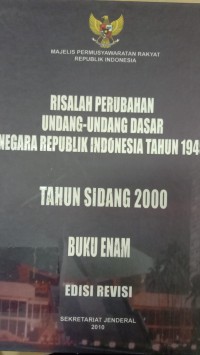 MAJELIS PERMUSYAWARATAN RAKYAT
REPUBLIK INDONESIA
RISALAH PERUBAHAN
UNDANG-UNDANG DASAR
NEGARA REPUBLIK INDONESIA TAHUN 194
TAHUN SIDANG 2000
BUKU ENAM
EDISI REVISI
SEKRETARIAT JENDERAL
2010